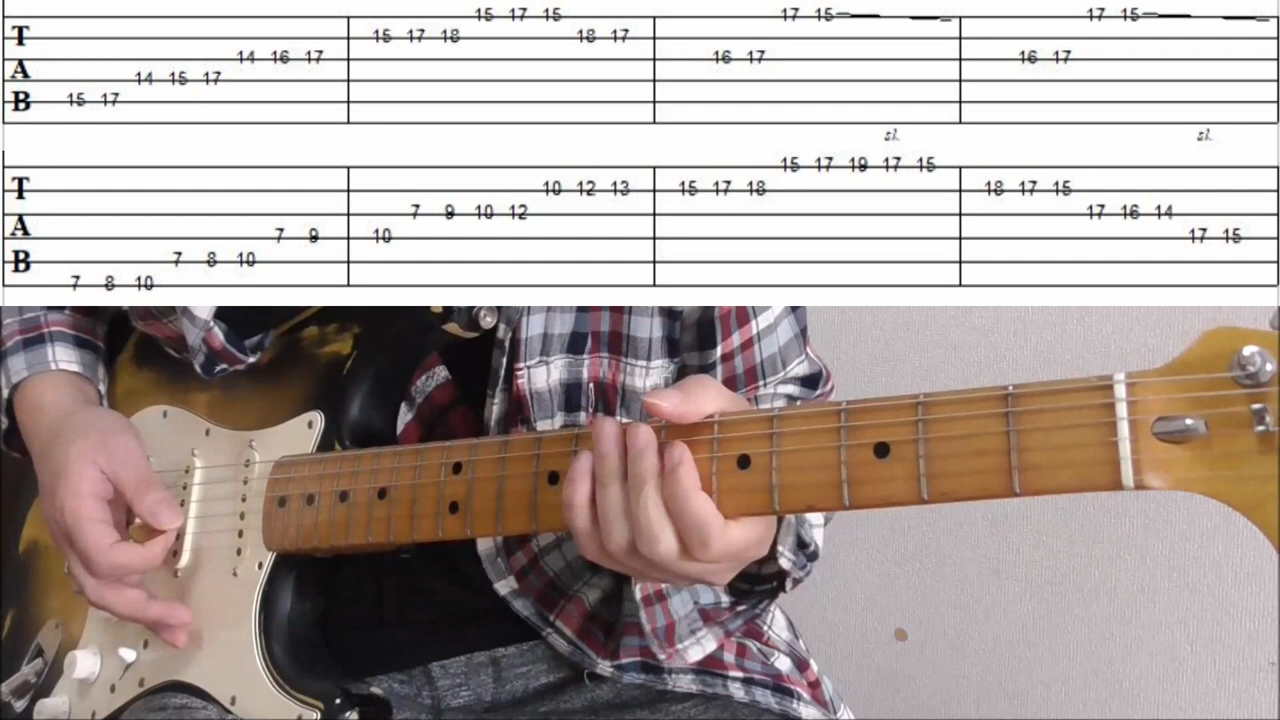 15 17 15
T 15 17 18 18 17 17 15 17 15
A 14 16 17 16 17 16 17
14 15 17
B 15 17
sl. sl.
15 17 19 17 15
T 10 12 13 15 17 18 18 17 15
7 9 10 12 17 16 14
A 7 9 10 17 15
B 7 8 10
7 8 10